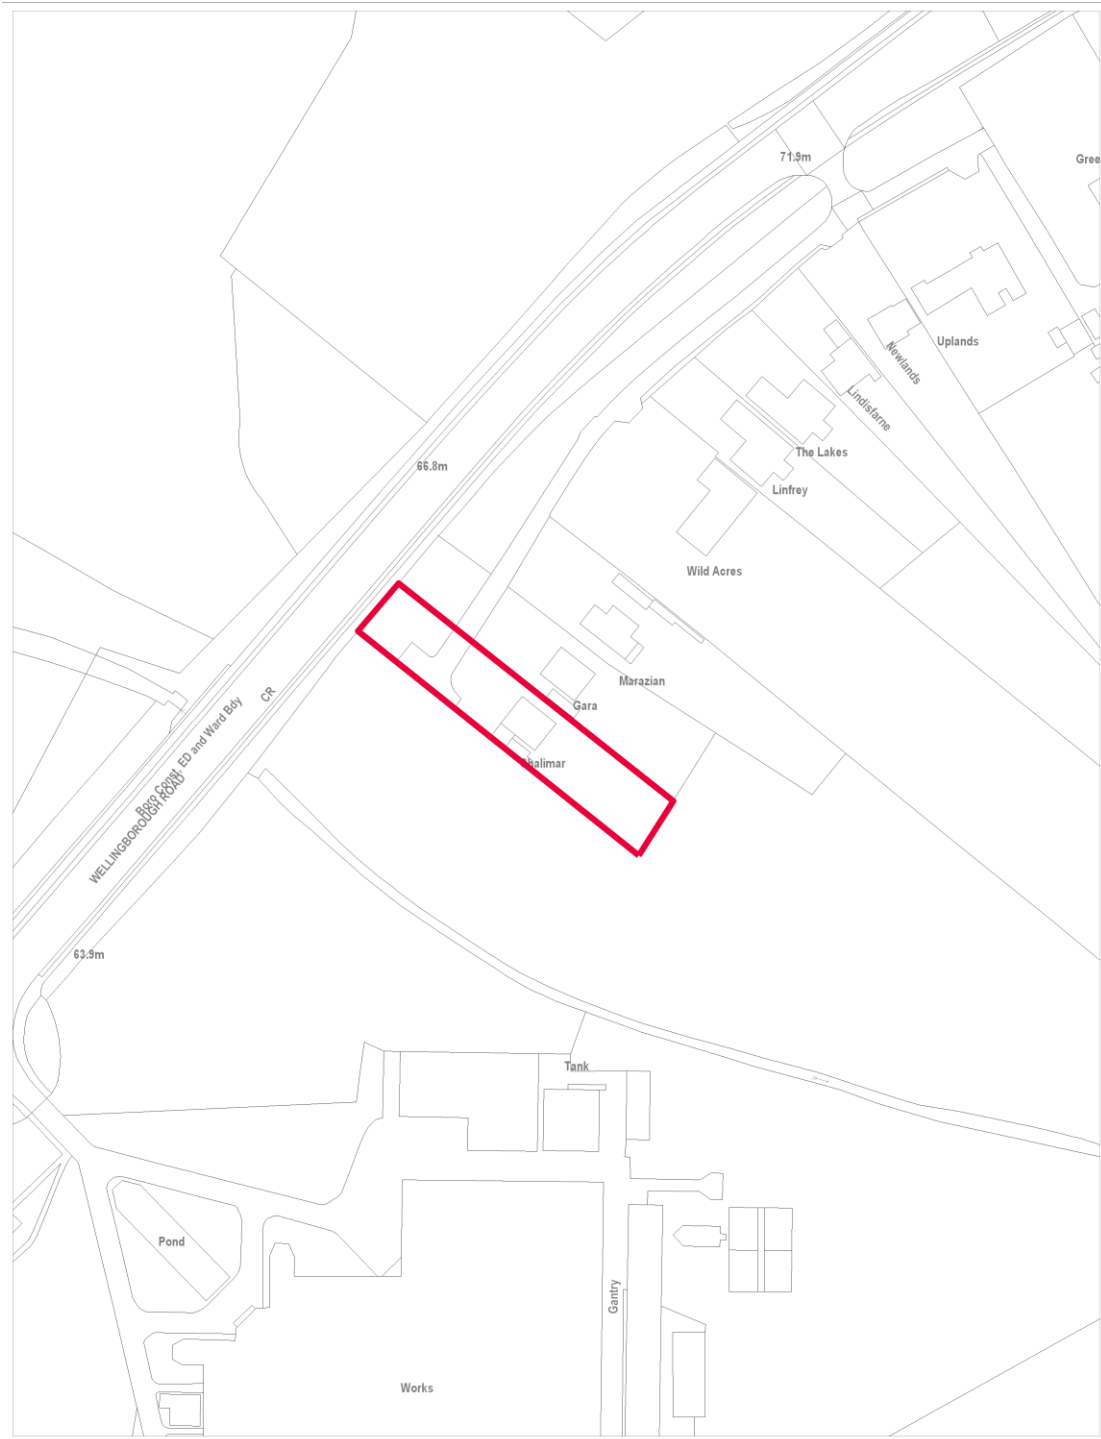 71.9m
Gree
Uplands
Newlands
Lindisfarne
The Lakes
66.8m
Linfrey
Wild Acres
Marazian
CR
Gara
Boro Const, ED and Ward Bdy
WELLINGBOROUGH ROAD
Shalimar
63.9m
Tank
Pond
Gantry
Works